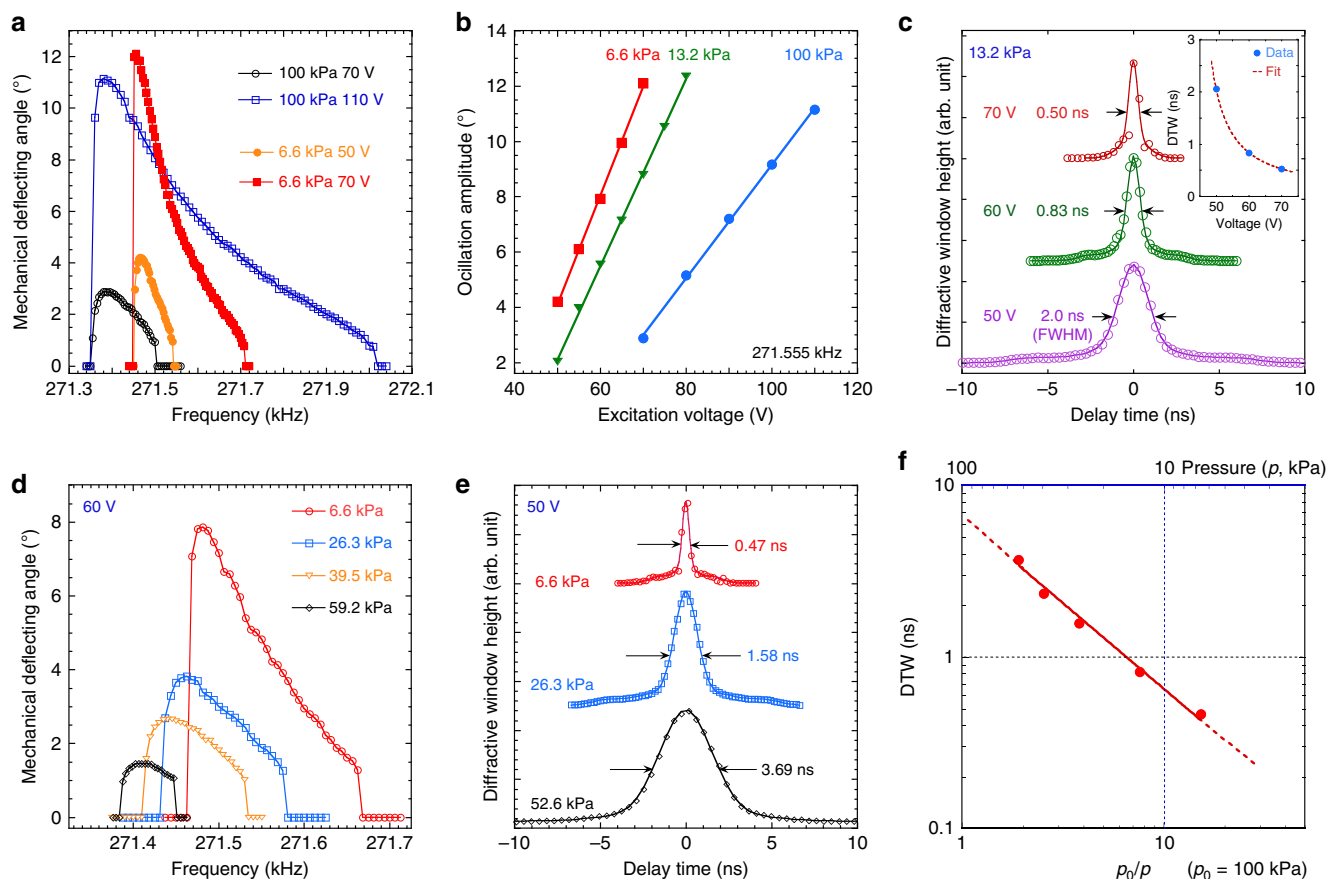 a
Mechanical deflecting angle (°)
12
10
8
6
4
2
0
100 kPa 70 V
100 kPa 110 V
6.6 kPa 50 V
6.6 kPa 70 V
271.3 271.5 271.7 271.9 272.1
Frequency (kHz)
b
Ocillation amplitude (°)
14
12
10
8
6
4
2
6.6 kPa 13.2 kPa 100 kPa
271.555 kHz
40 60 80 100 120
Excitation voltage (V)
c
Diffractive window height (arb. unit)
13.2 kPa
70 V 0.50 ns
60 V 0.83 ns
50 V 2.0 ns
(FWHM)
–10 –5 0 5 10
Delay time (ns)
DTW (ns)
3
2
1
0
Data
Fit
50 60 70
Voltage (V)
d
Mechanical deflecting angle (°)
8
6
4
2
0
60 V
6.6 kPa
26.3 kPa
39.5 kPa
59.2 kPa
271.4 271.5 271.6 271.7
Frequency (kHz)
e
Diffractive window height (arb. unit)
50 V
0.47 ns
6.6 kPa
1.58 ns
26.3 kPa
3.69 ns
52.6 kPa
–10 –5 0 5 10
Delay time (ns)
f
100 10 Pressure (p, kPa)
DTW (ns)
10
1
0.1
1 10
p0/p (p0 = 100 kPa)